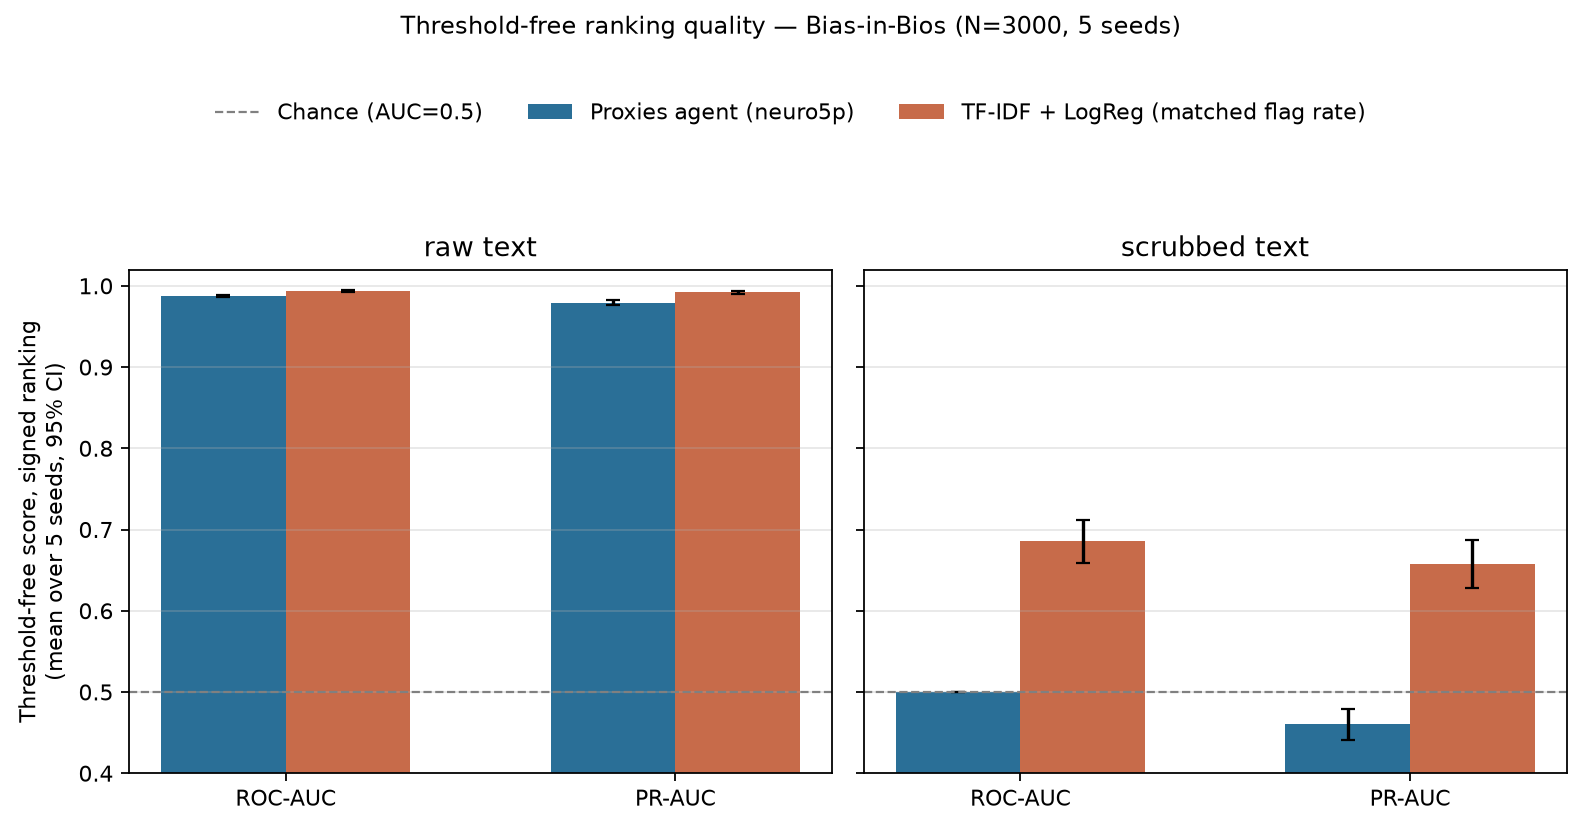 Threshold-free ranking quality — Bias-in-Bios (N=3000, 5 seeds)
Chance (AUC=0.5)
Proxies agent (neuro5p)
TF-IDF + LogReg (matched flag rate)
raw text
scrubbed text
Threshold-free score, signed ranking
(mean over 5 seeds, 95% CI)
1.0
0.9
0.8
0.7
0.6
0.5
0.4
ROC-AUC
PR-AUC
ROC-AUC
PR-AUC